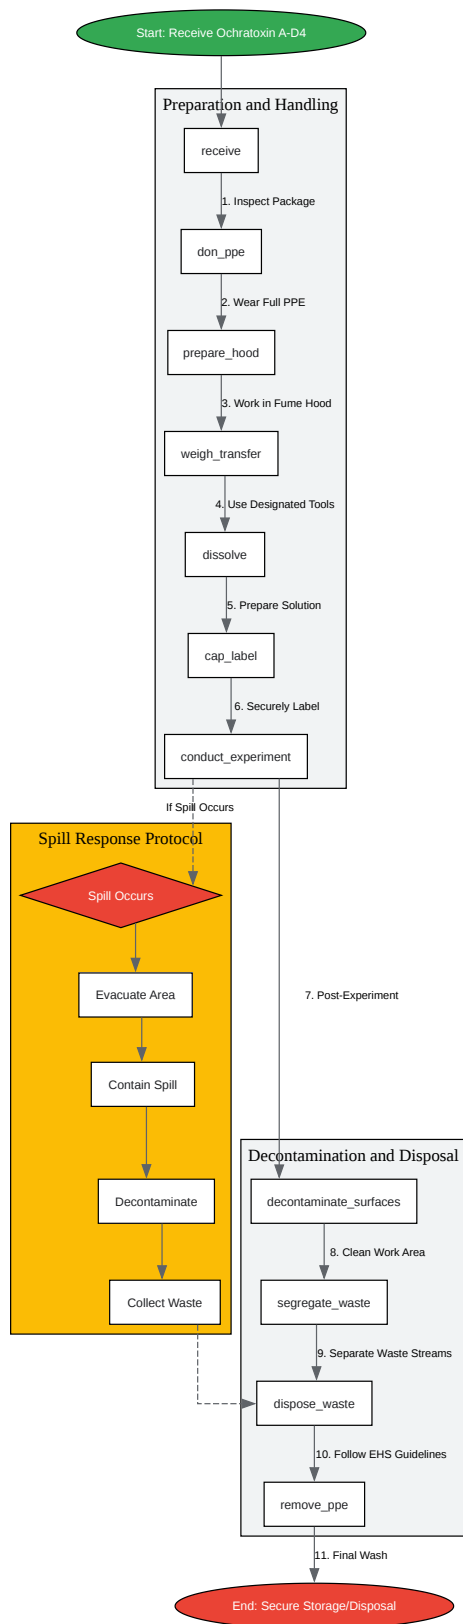 Start: Receive Ochratoxin A-D4
Preparation and Handling
receive
1. Inspect Package
don_ppe
2. Wear Full PPE
prepare_hood
3. Work in Fume Hood
weigh_transfer
4. Use Designated Tools
dissolve
5. Prepare Solution
cap_label
6. Securely Label
conduct_experiment
If Spill Occurs
Spill Response Protocol
Spill Occurs
Evacuate Area
7. Post-Experiment
Contain Spill
Decontamination and Disposal
Decontaminate
decontaminate_surfaces
8. Clean Work Area
Collect Waste
segregate_waste
9. Separate Waste Streams
dispose_waste
10. Follow EHS Guidelines
remove_ppe
11. Final Wash
End: Secure Storage/Disposal